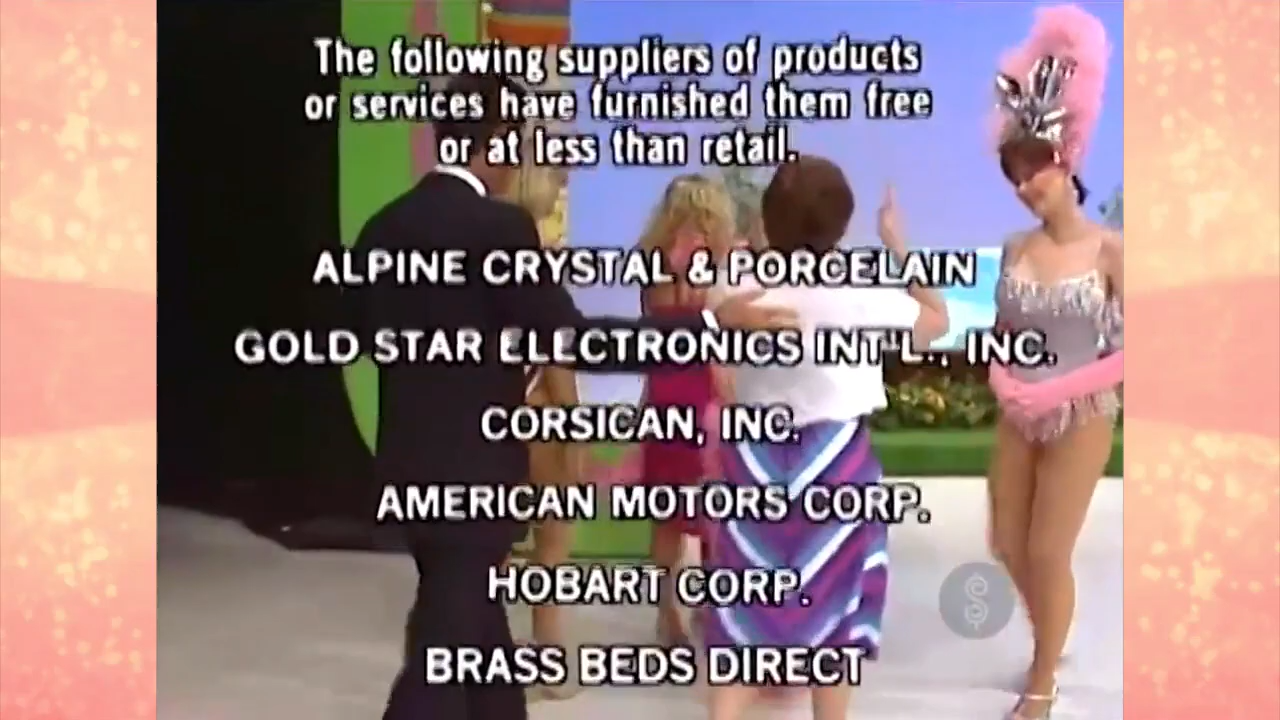 The following suppliers of products
or services have furnished them free
or at less than retail.
ALPINE CRYSTAL & PORCELAIN
GOLD STAR ELECTRONICS INT'L., INC.
CORSICAN, INC.
AMERICAN MOTORS CORP.
HOBART CORP.
BRASS BEDS DIRECT